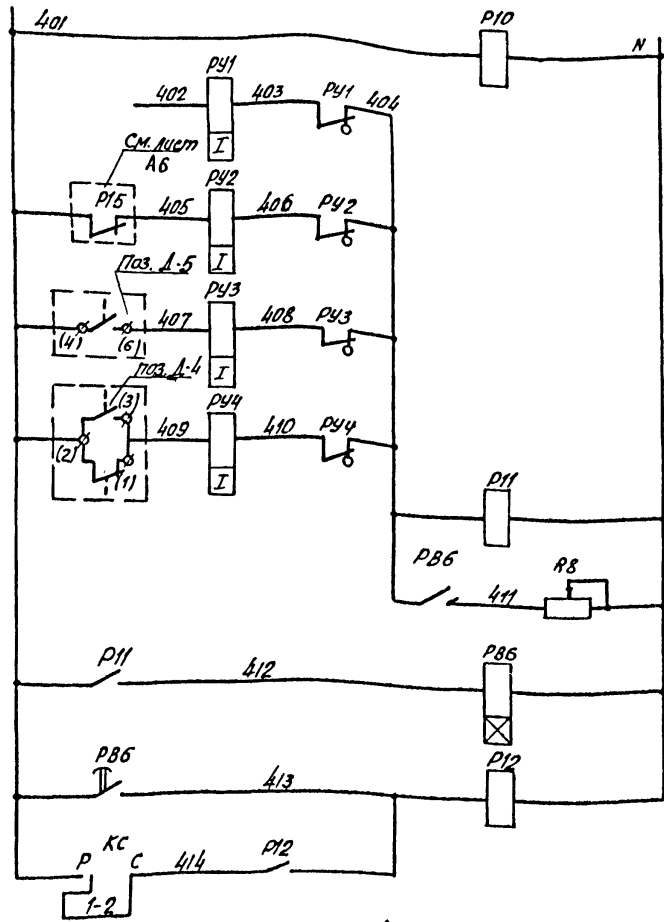 401
Р10
N
РУ1
402
403
РУ1
404
I
См. лист
А6
Р15
405
РУ2
406
РУ2
I
Поз. Д-5
(4)
(6)
407
РУ3
408
РУ3
I
поз. Д-4
(3)
(2)
(1)
409
РУ4
410
РУ4
I
Р11
РВ6
411
R8
Р11
412
РВ6
РВ6
413
Р12
КС
Р
С
414
Р12
1-2